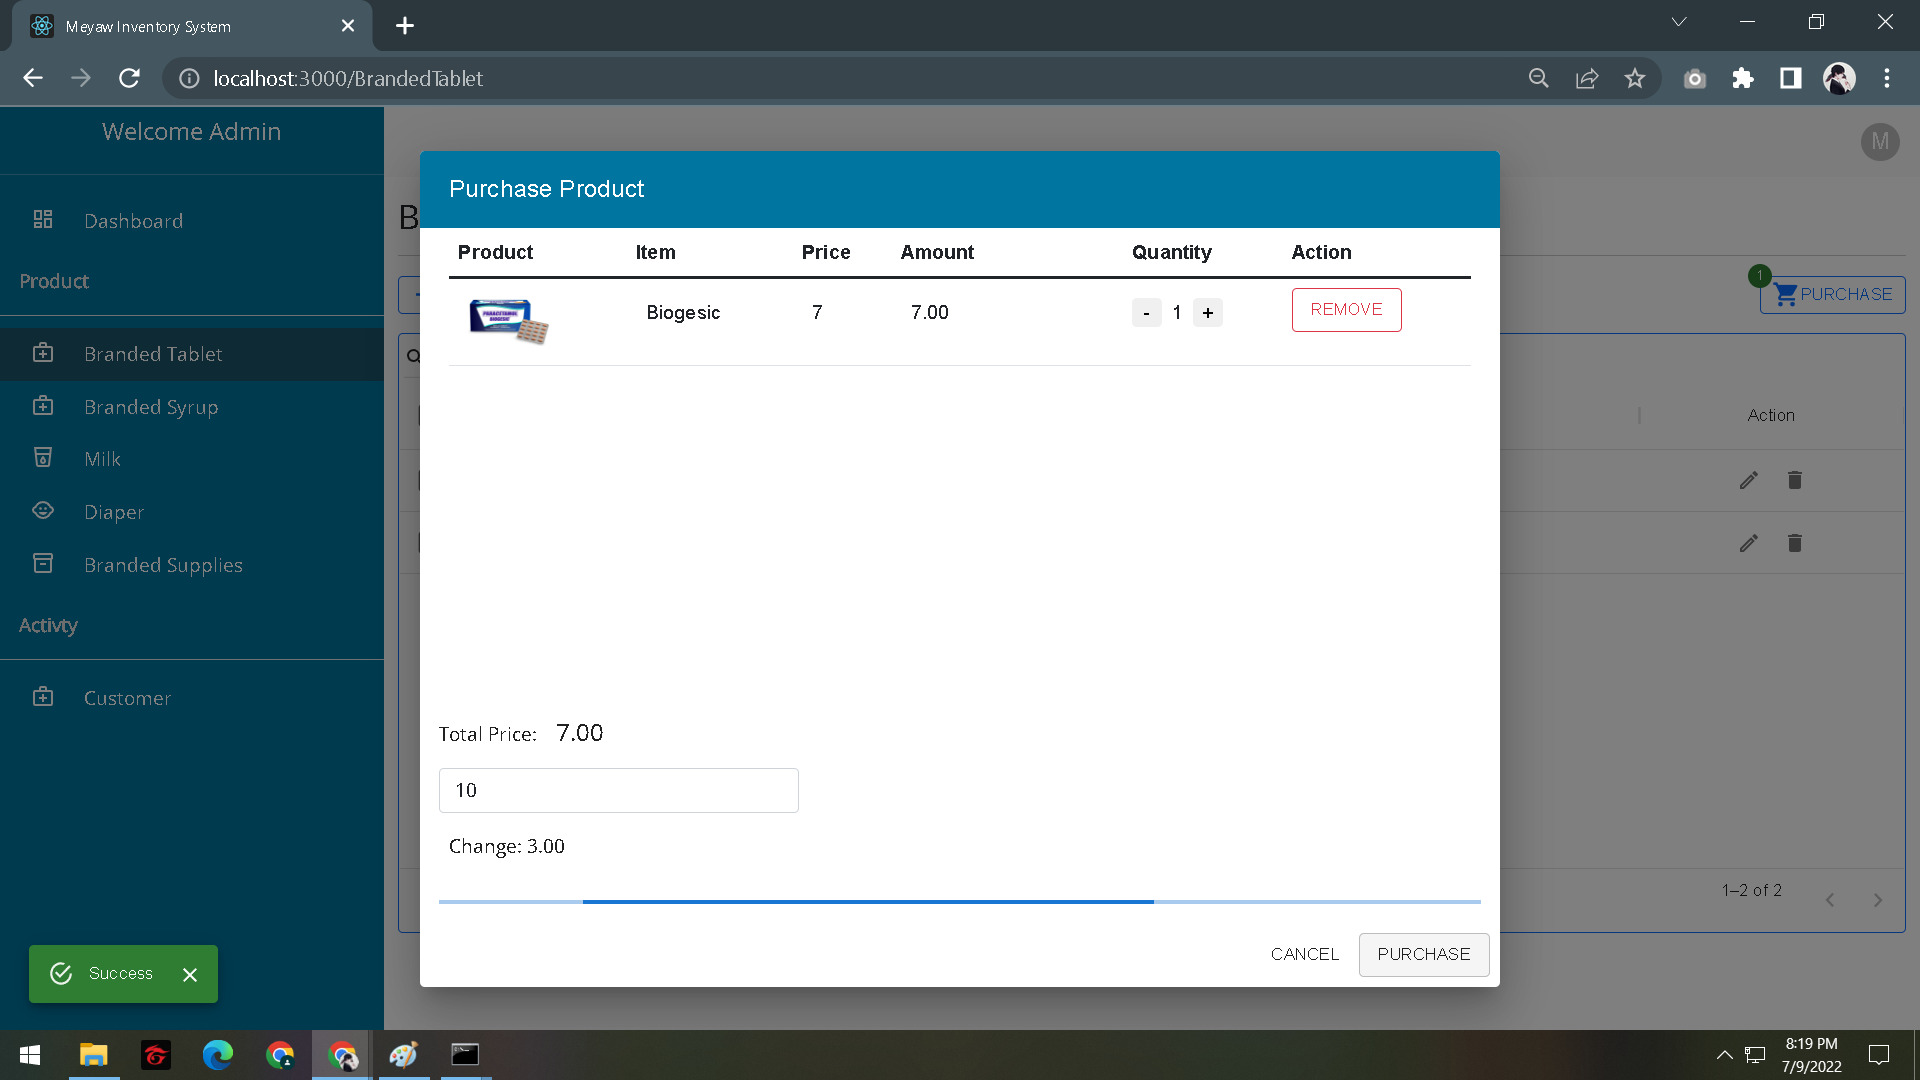 Meyaw Inventory System
localhost:3000/BrandedTablet
Welcome Admin
M
Purchase Product
Dashboard
B
Product Item Price Amount Quantity Action
Product
1
PURCHASE
PARACETAMOL
BIOGESIC
Biogesic 7 7.00 - 1 + REMOVE
Branded Tablet
Branded Syrup
Action
Milk
Diaper
Branded Supplies
Activty
Customer
Total Price: 7.00
10
Change: 3.00
1–2 of 2
CANCEL PURCHASE
Success
8:19 PM
7/9/2022